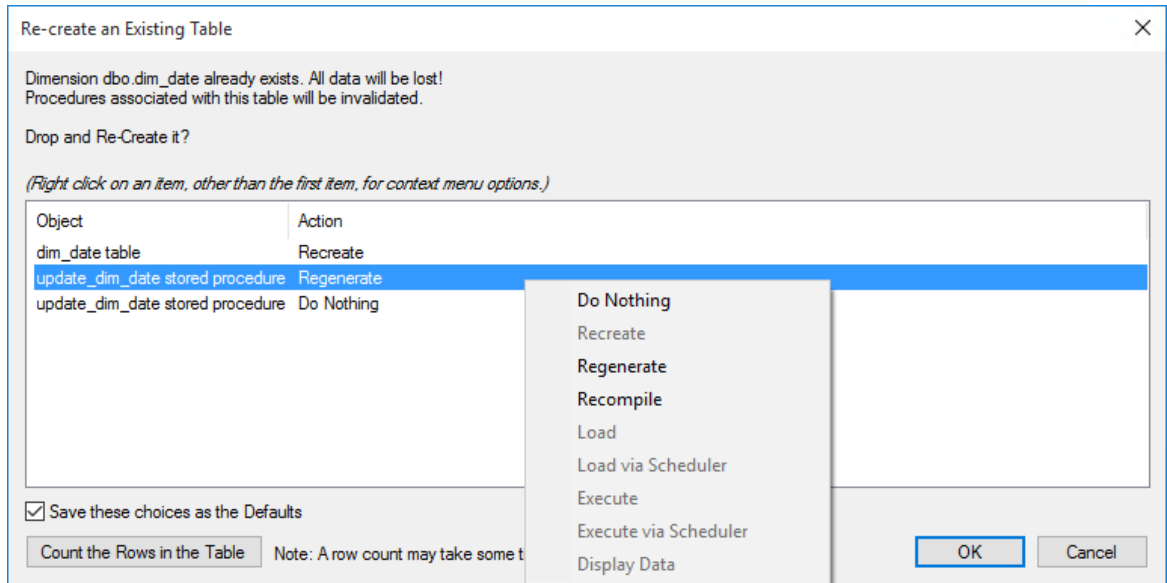 Re-create an Existing Table
Dimension dbo.dim_date already exists. All data will be lost!
Procedures associated with this table will be invalidated.
Drop and Re-Create it?
(Right click on an item, other than the first item, for context menu options.)
Object Action
dim_date table Recreate
update_dim_date stored procedure Regenerate
update_dim_date stored procedure Do Nothing
Do Nothing
Recreate
Regenerate
Recompile
Load
Load via Scheduler
Execute
Execute via Scheduler
Display Data
Save these choices as the Defaults
Count the Rows in the Table Note: A row count may take some t
OK Cancel